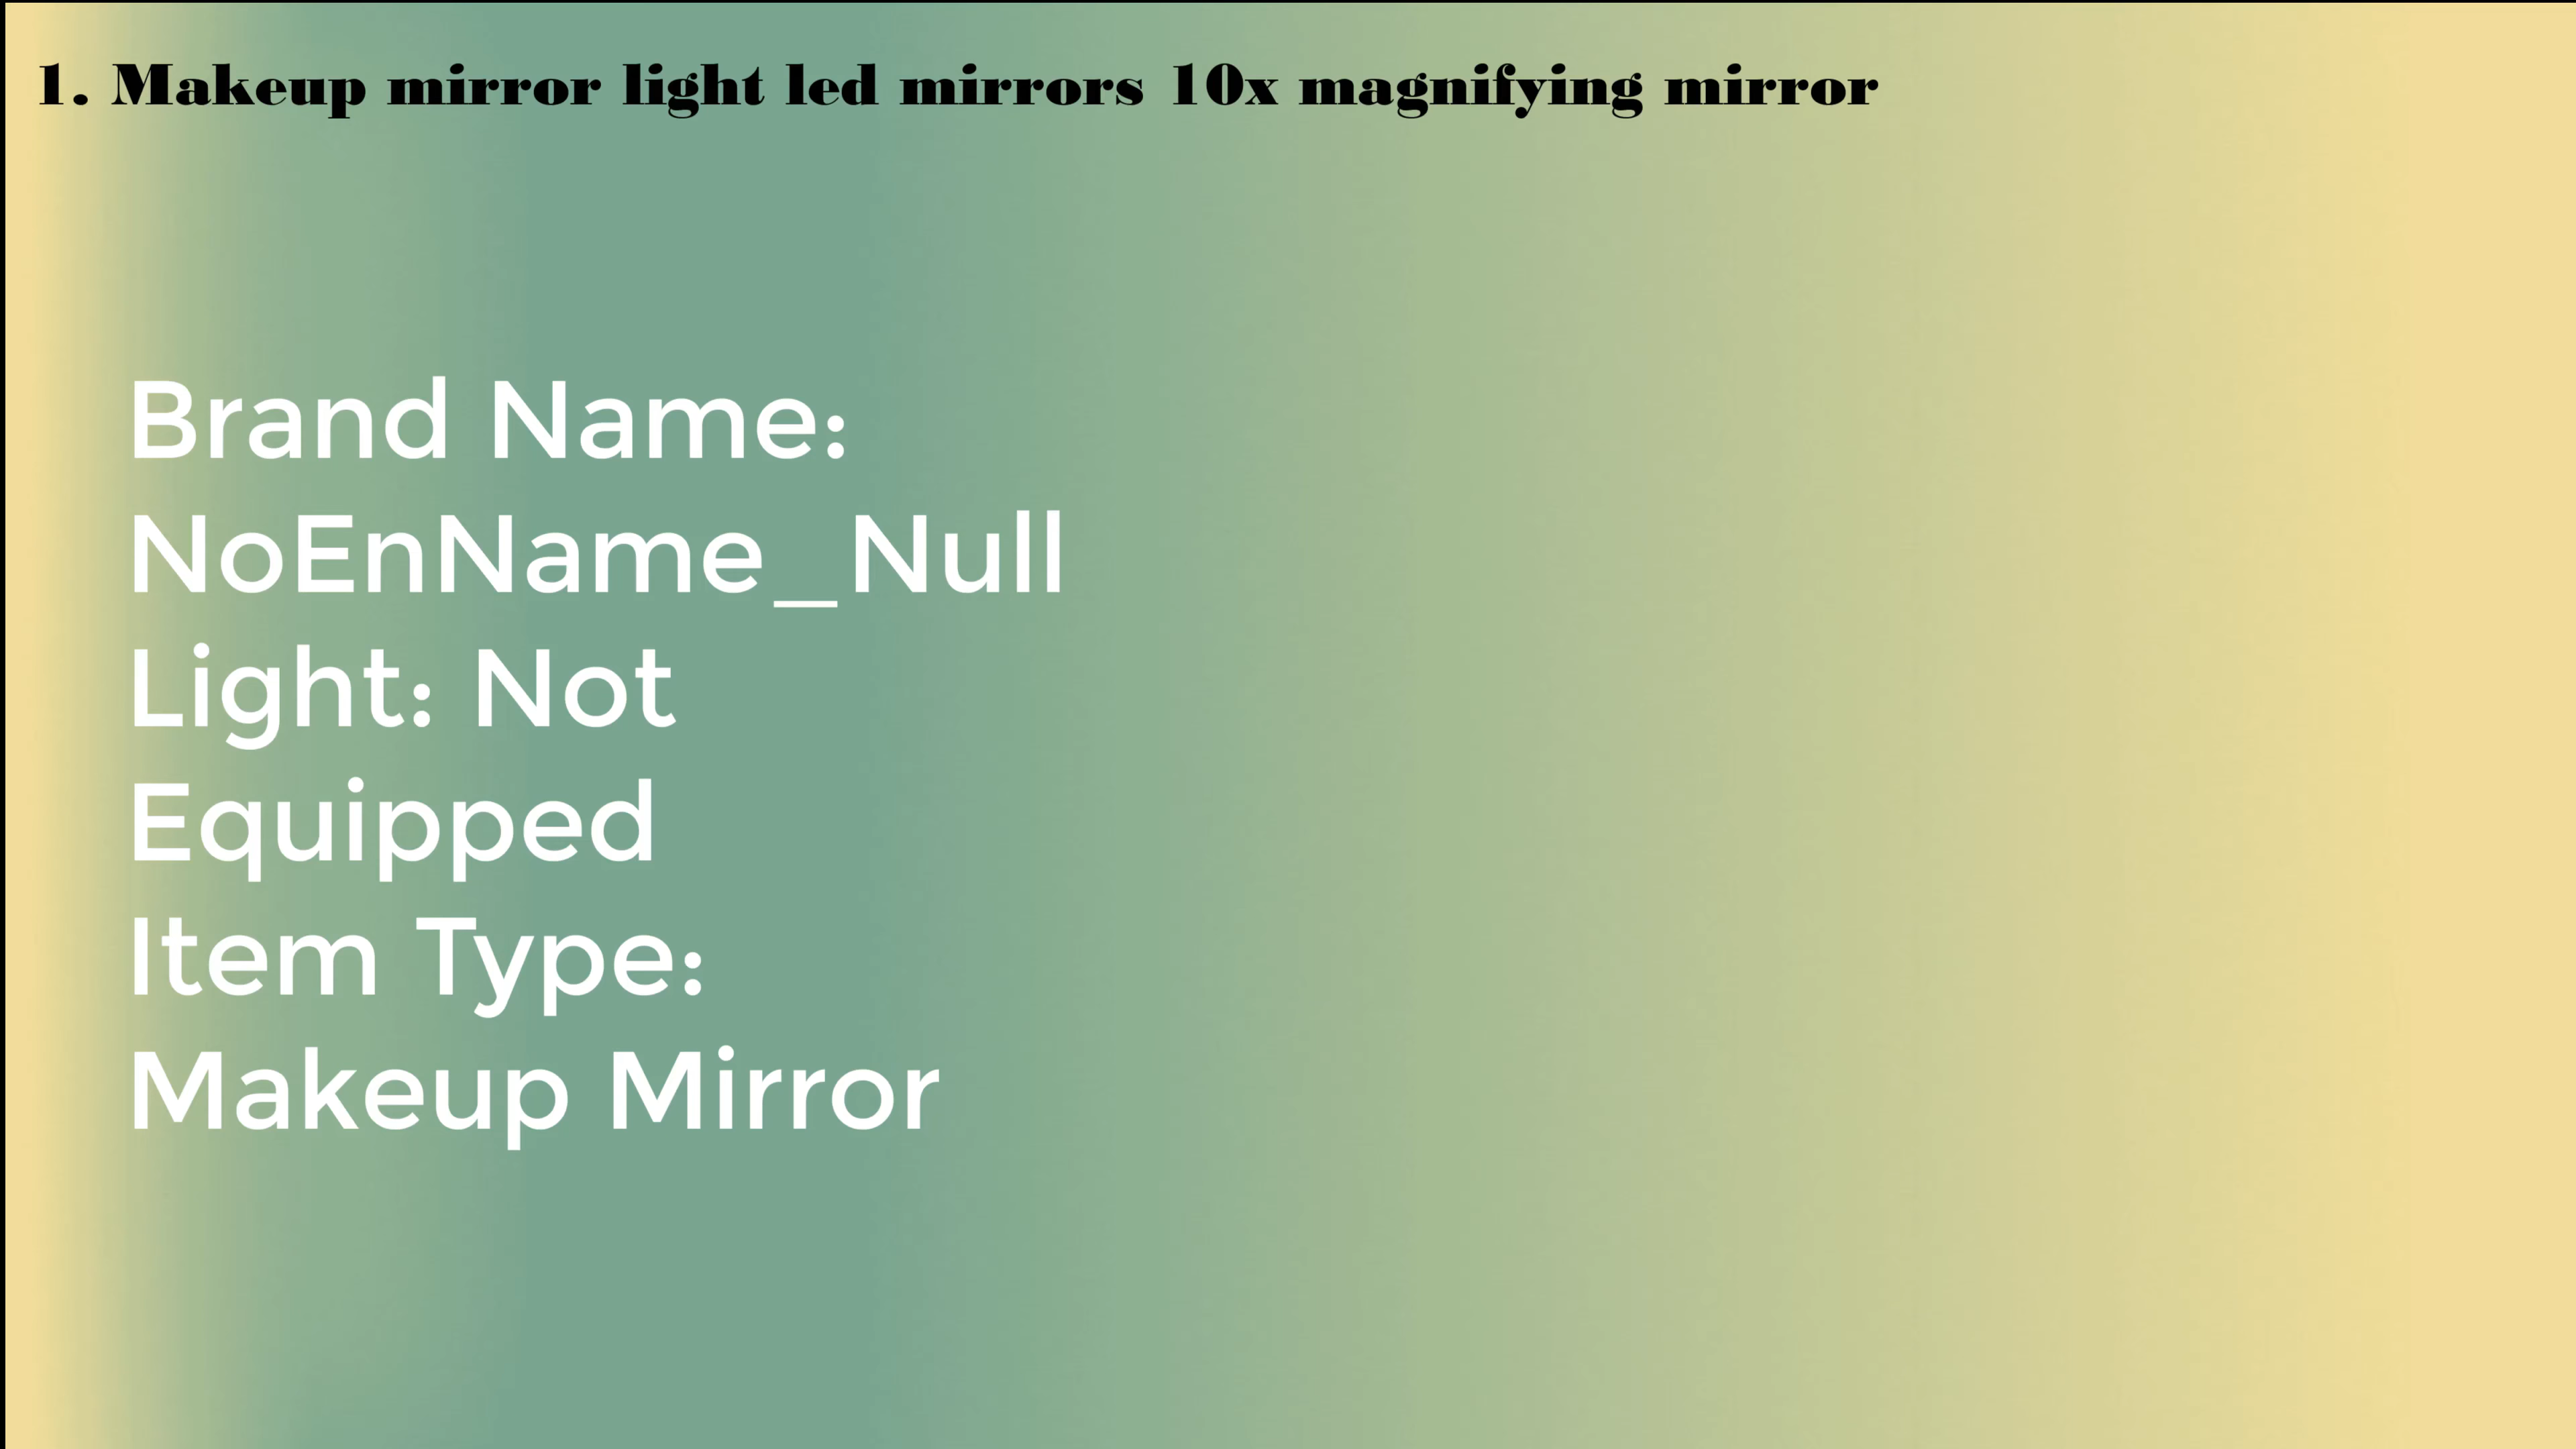 1. Makeup mirror light led mirrors 10x magnifying mirror
Brand Name:
NoEnName_Null
Light: Not
Equipped
Item Type:
Makeup Mirror